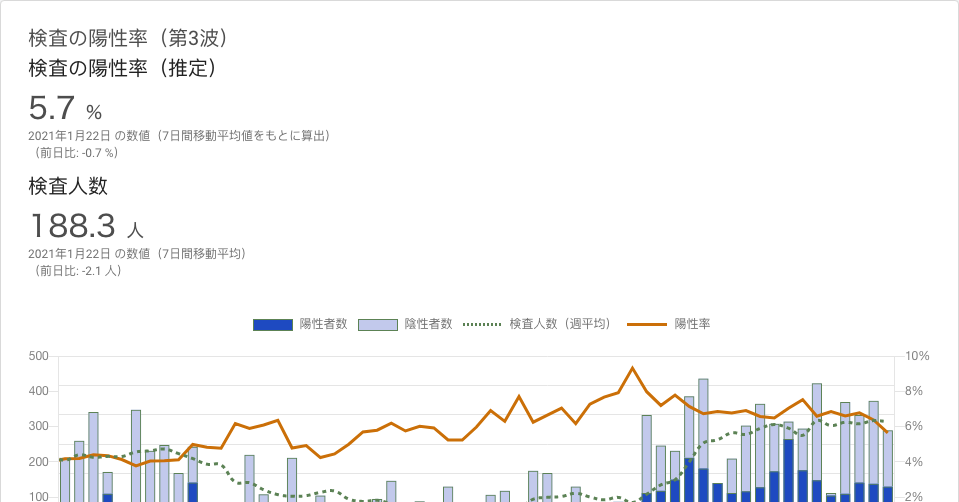 検査の陽性率（第3波）
検査の陽性率（推定）
5.7 %
2021年1月22日 の数値（7日間移動平均値をもとに算出）
（前日比: -0.7 %）
検査人数
188.3 人
2021年1月22日 の数値（7日間移動平均）
（前日比: -2.1 人）
陽性者数 陰性者数 検査人数（週平均） 陽性率
500 10%
400 8%
300 6%
200 4%
100 2%